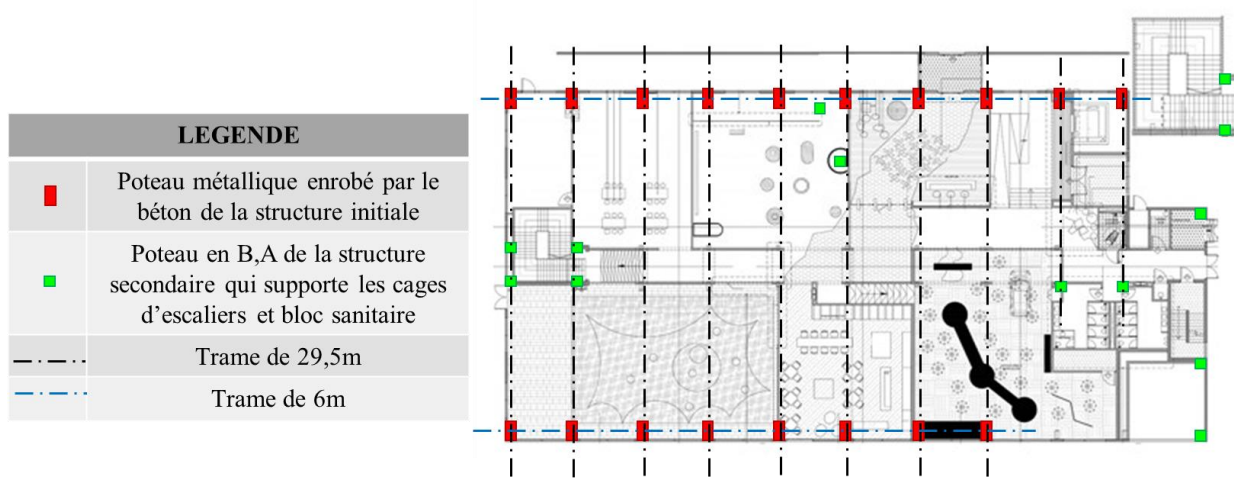 LEGENDE
Poteau métallique enrobé par le
béton de la structure initiale
Poteau en B,A de la structure
secondaire qui supporte les cages
d’escaliers et bloc sanitaire
Trame de 29,5m
Trame de 6m